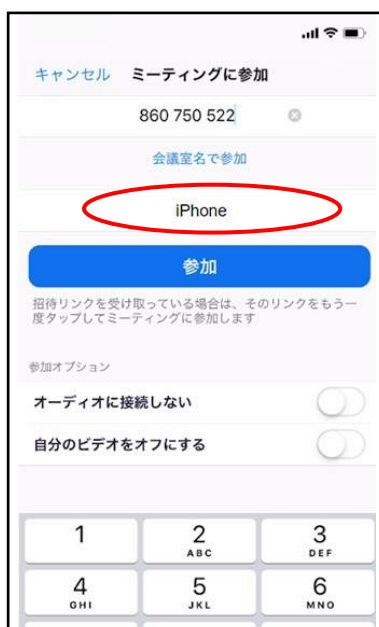 キャンセル ミーティングに参加
860 750 522
会議室名で参加
iPhone
参加
招待リンクを受け取っている場合は、そのリンクをもう一
度タップしてミーティングに参加します
参加オプション
オーディオに接続しない
自分のビデオをオフにする
1 2 3
ABC DEF
4 5 6
GHI JKL MNO